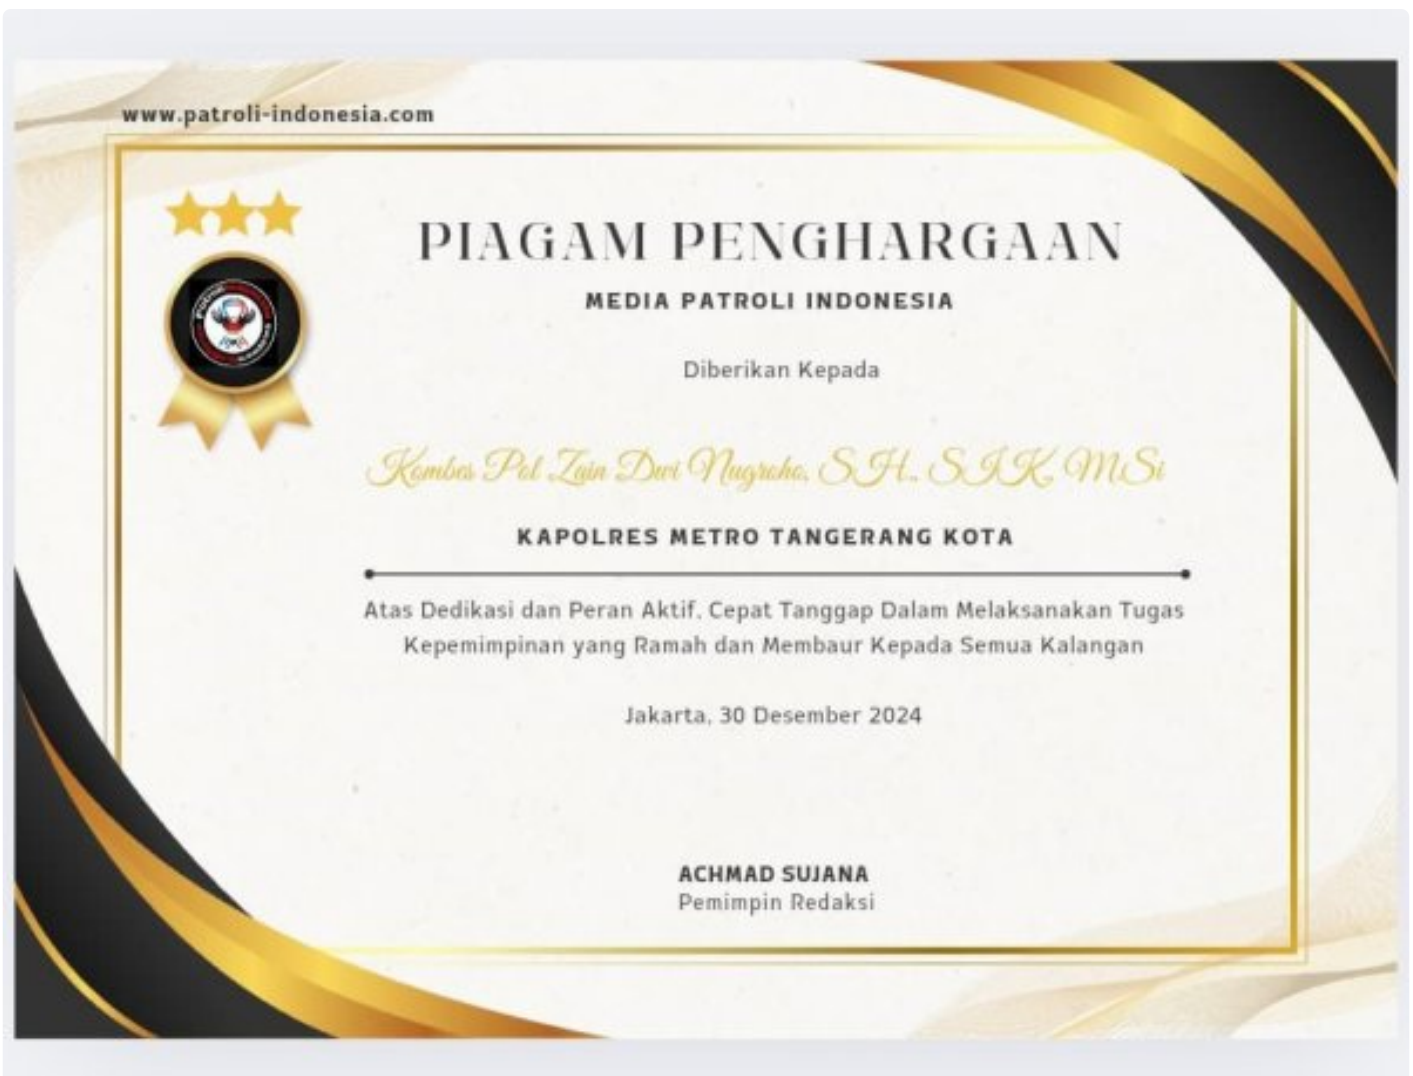 www.patroli-indonesia.com
PIAGAM PENGHARGAAN
MEDIA PATROLI INDONESIA
Diberikan Kepada
Kombes Pol Zain Dwi Nugroho, S.H., S.I.K, M.Si
KAPOLRES METRO TANGERANG KOTA
Atas Dedikasi dan Peran Aktif, Cepat Tanggap Dalam Melaksanakan Tugas
Kepemimpinan yang Ramah dan Membaur Kepada Semua Kalangan
Jakarta, 30 Desember 2024
ACHMAD SUJANA
Pemimpin Redaksi